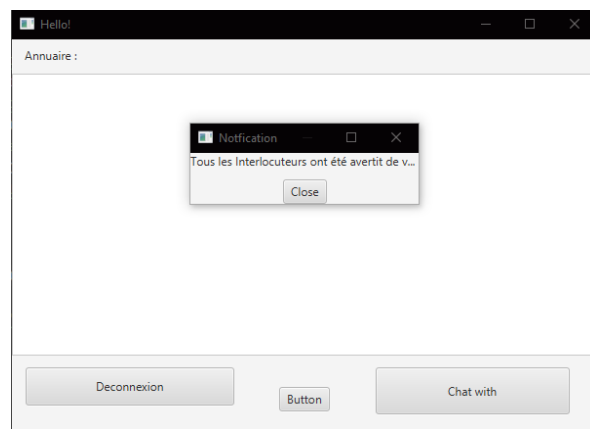 Hello!
Annuaire :
Notfication
Tous les Interlocuteurs ont été avertit de v...
Close
Deconnexion
Button
Chat with